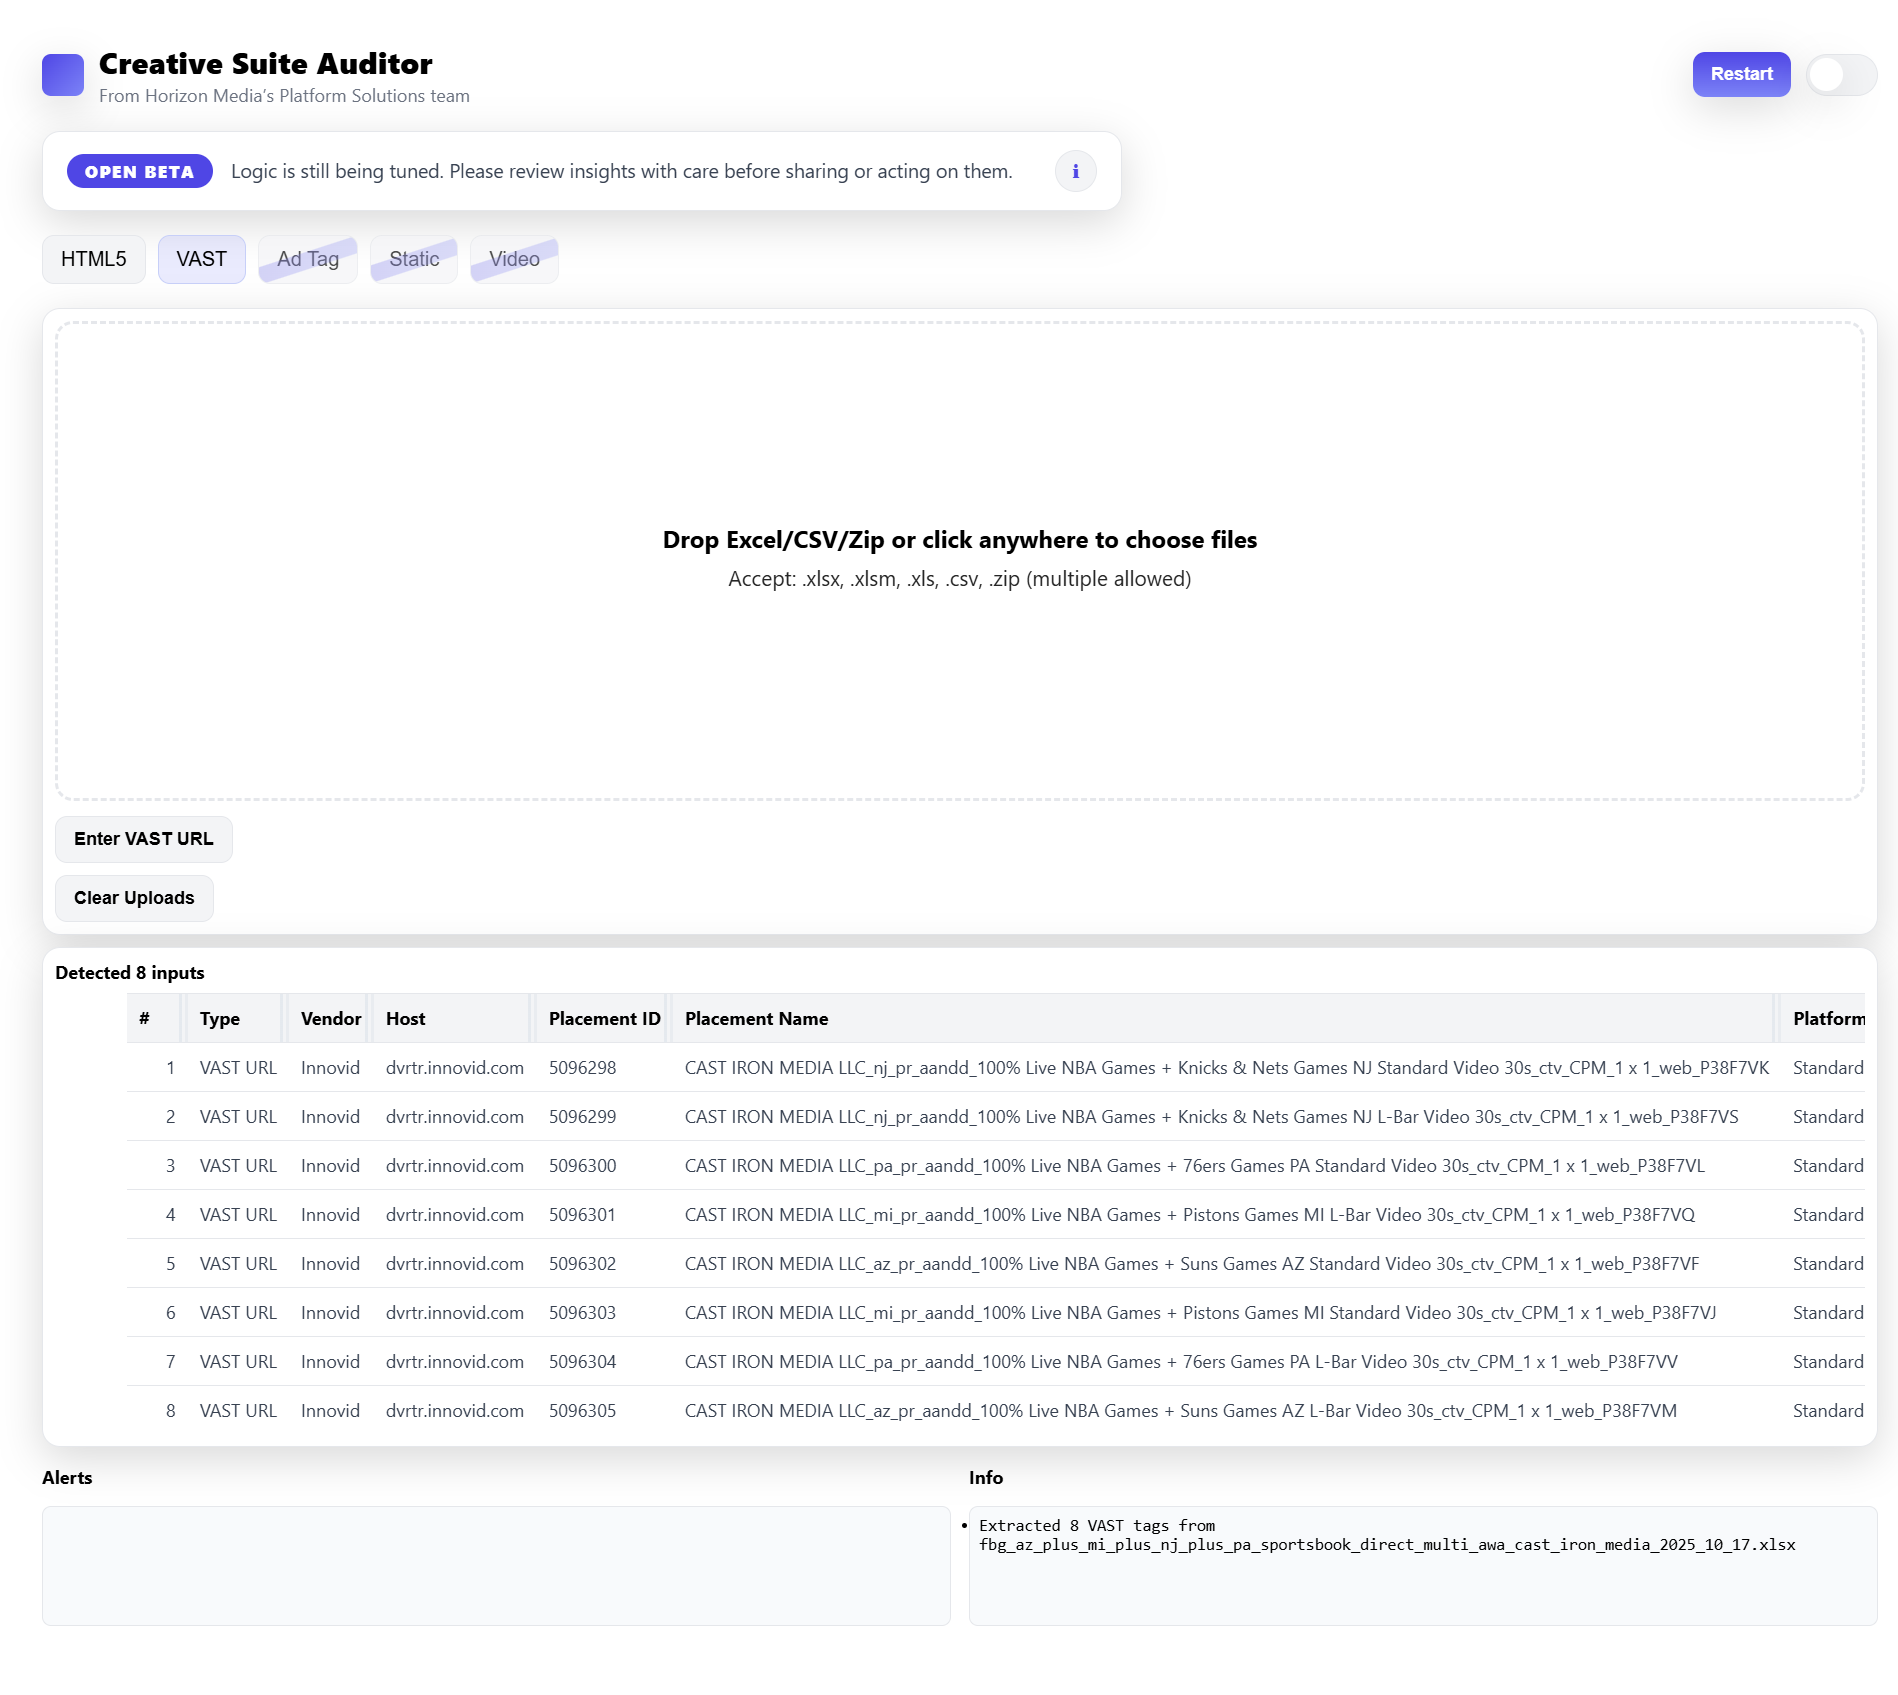 Creative Suite Auditor
From Horizon Media's Platform Solutions team
Restart
OPEN BETA Logic is still being tuned. Please review insights with care before sharing or acting on them. i
HTML5 VAST Ad Tag Static Video
Drop Excel/CSV/Zip or click anywhere to choose files
Accept: .xlsx, .xlsm, .xls, .csv, .zip (multiple allowed)
Enter VAST URL
Clear Uploads
Detected 8 inputs
# Type Vendor Host Placement ID Placement Name Platform
1 VAST URL Innovid dvrtr.innovid.com 5096298 CAST IRON MEDIA LLC_nj_pr_aandd_100% Live NBA Games + Knicks & Nets Games NJ Standard Video 30s_ctv_CPM_1 x 1_web_P38F7VK Standard
2 VAST URL Innovid dvrtr.innovid.com 5096299 CAST IRON MEDIA LLC_nj_pr_aandd_100% Live NBA Games + Knicks & Nets Games NJ L-Bar Video 30s_ctv_CPM_1 x 1_web_P38F7VS Standard
3 VAST URL Innovid dvrtr.innovid.com 5096300 CAST IRON MEDIA LLC_pa_pr_aandd_100% Live NBA Games + 76ers Games PA Standard Video 30s_ctv_CPM_1 x 1_web_P38F7VL Standard
4 VAST URL Innovid dvrtr.innovid.com 5096301 CAST IRON MEDIA LLC_mi_pr_aandd_100% Live NBA Games + Pistons Games MI L-Bar Video 30s_ctv_CPM_1 x 1_web_P38F7VQ Standard
5 VAST URL Innovid dvrtr.innovid.com 5096302 CAST IRON MEDIA LLC_az_pr_aandd_100% Live NBA Games + Suns Games AZ Standard Video 30s_ctv_CPM_1 x 1_web_P38F7VF Standard
6 VAST URL Innovid dvrtr.innovid.com 5096303 CAST IRON MEDIA LLC_mi_pr_aandd_100% Live NBA Games + Pistons Games MI Standard Video 30s_ctv_CPM_1 x 1_web_P38F7VJ Standard
7 VAST URL Innovid dvrtr.innovid.com 5096304 CAST IRON MEDIA LLC_pa_pr_aandd_100% Live NBA Games + 76ers Games PA L-Bar Video 30s_ctv_CPM_1 x 1_web_P38F7VV Standard
8 VAST URL Innovid dvrtr.innovid.com 5096305 CAST IRON MEDIA LLC_az_pr_aandd_100% Live NBA Games + Suns Games AZ L-Bar Video 30s_ctv_CPM_1 x 1_web_P38F7VM Standard
Alerts
Info
• Extracted 8 VAST tags from
fbg_az_plus_mi_plus_nj_plus_pa_sportsbook_direct_multi_awa_cast_iron_media_2025_10_17.xlsx